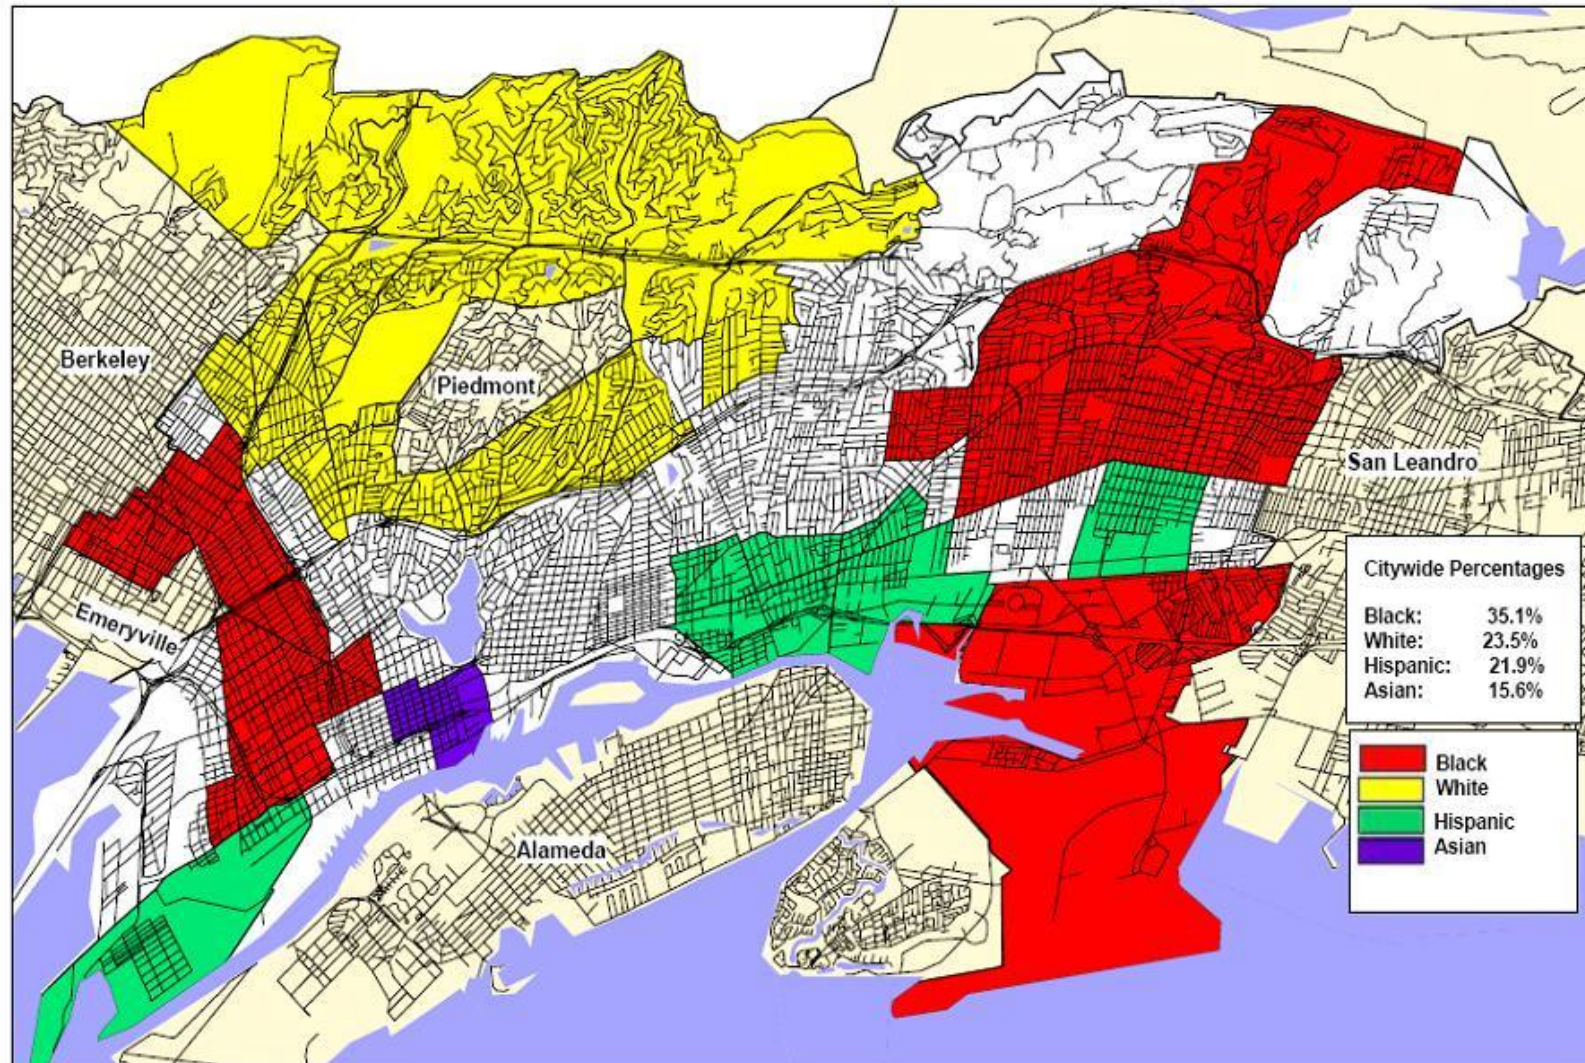 Berkeley
Piedmont
San Leandro
Emeryville
Alameda
Citywide Percentages
Black: 35.1%
White: 23.5%
Hispanic: 21.9%
Asian: 15.6%
Black
White
Hispanic
Asian